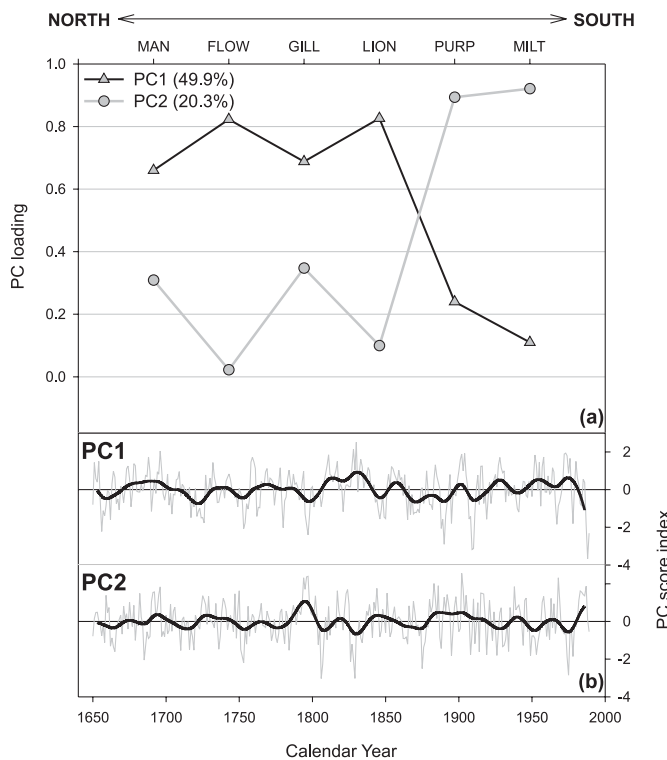 NORTH SOUTH
MAN FLOW GILL LION PURP MILT
1.0
PC1 (49.9%)
PC2 (20.3%)
0.8
0.6
0.4
0.2
0.0
PC loading
(a)
PC1
2
0
-2
-4
PC2
2
0
-2
-4
PC score index
(b)
1650 1700 1750 1800 1850 1900 1950 2000
Calendar Year